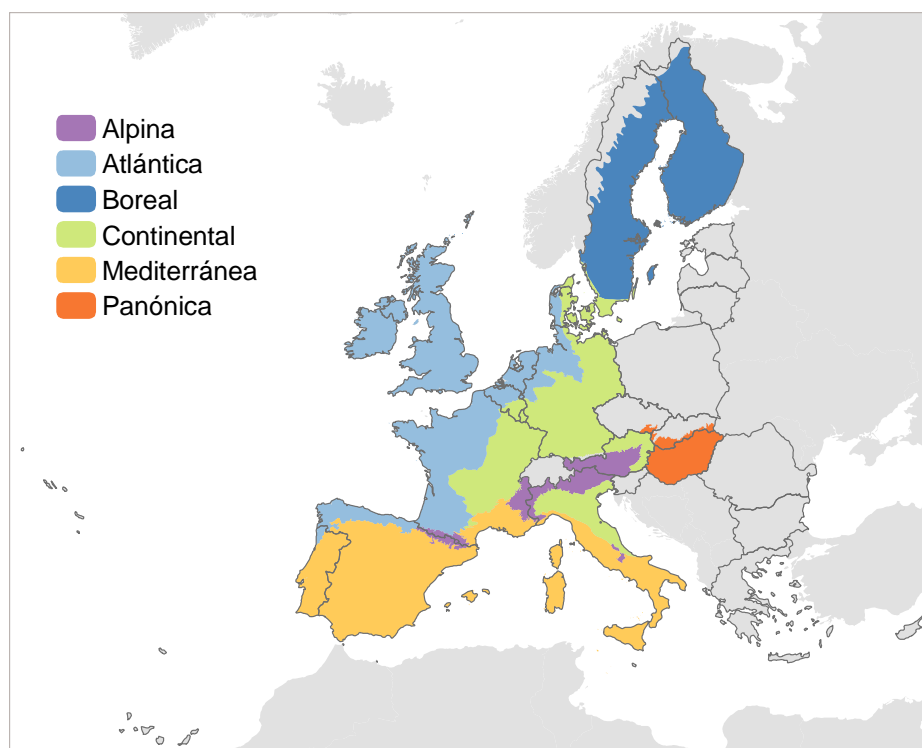 Alpina
Atlántica
Boreal
Continental
Mediterránea
Panónica